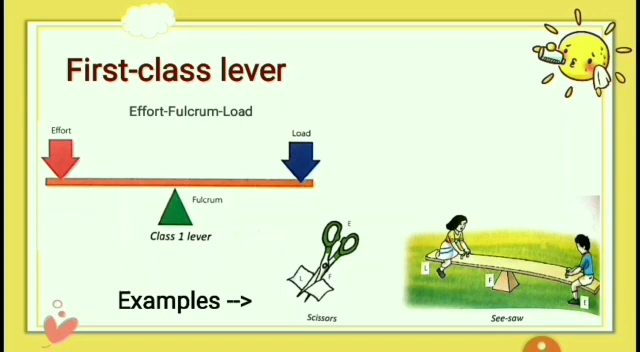 First-class lever
Effort-Fulcrum-Load
Effort
Load
Fulcrum
Class 1 lever
E
L
F
Scissors
L
F
E
See-saw
Examples -->